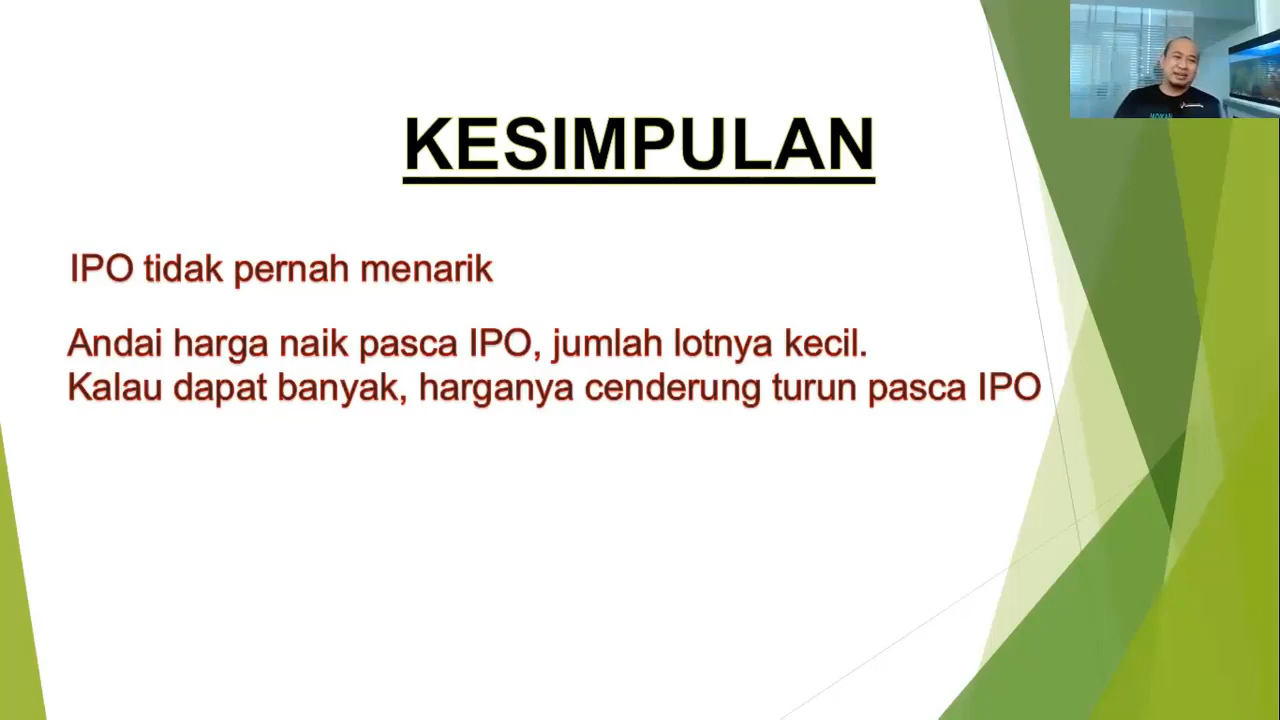 KESIMPULAN
IPO tidak pernah menarik
Andai harga naik pasca IPO, jumlah lotnya kecil.
Kalau dapat banyak, harganya cenderung turun pasca IPO